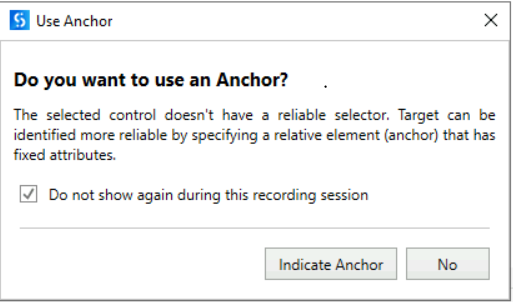 Use Anchor
Do you want to use an Anchor? .
The selected control doesn't have a reliable selector. Target can be
identified more reliable by specifying a relative element (anchor) that has
fixed attributes.
Do not show again during this recording session
Indicate Anchor No